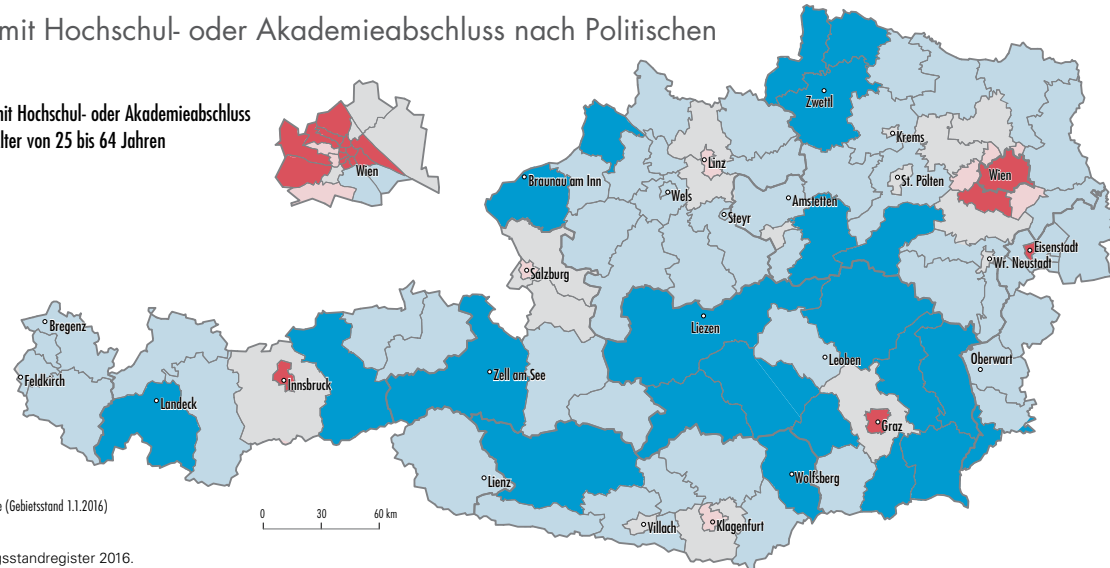 mit Hochschul- oder Akademieabschluss nach Politischen
mit Hochschul- oder Akademieabschluss
lter von 25 bis 64 Jahren
Wien
Zwettl
Krems
Linz
Wien
St. Pölten
Braunau am Inn
Wels
Amstetten
Steyr
Eisenstadt
Wr. Neustadt
Salzburg
Bregenz
Liezen
Leoben
Oberwart
Feldkirch
Innsbruck
Zell am See
Landeck
Graz
Lienz
Wolfsberg
Villach
Klagenfurt
e (Gebietsstand 1.1.2016)
0 30 60 km
gsstandregister 2016.